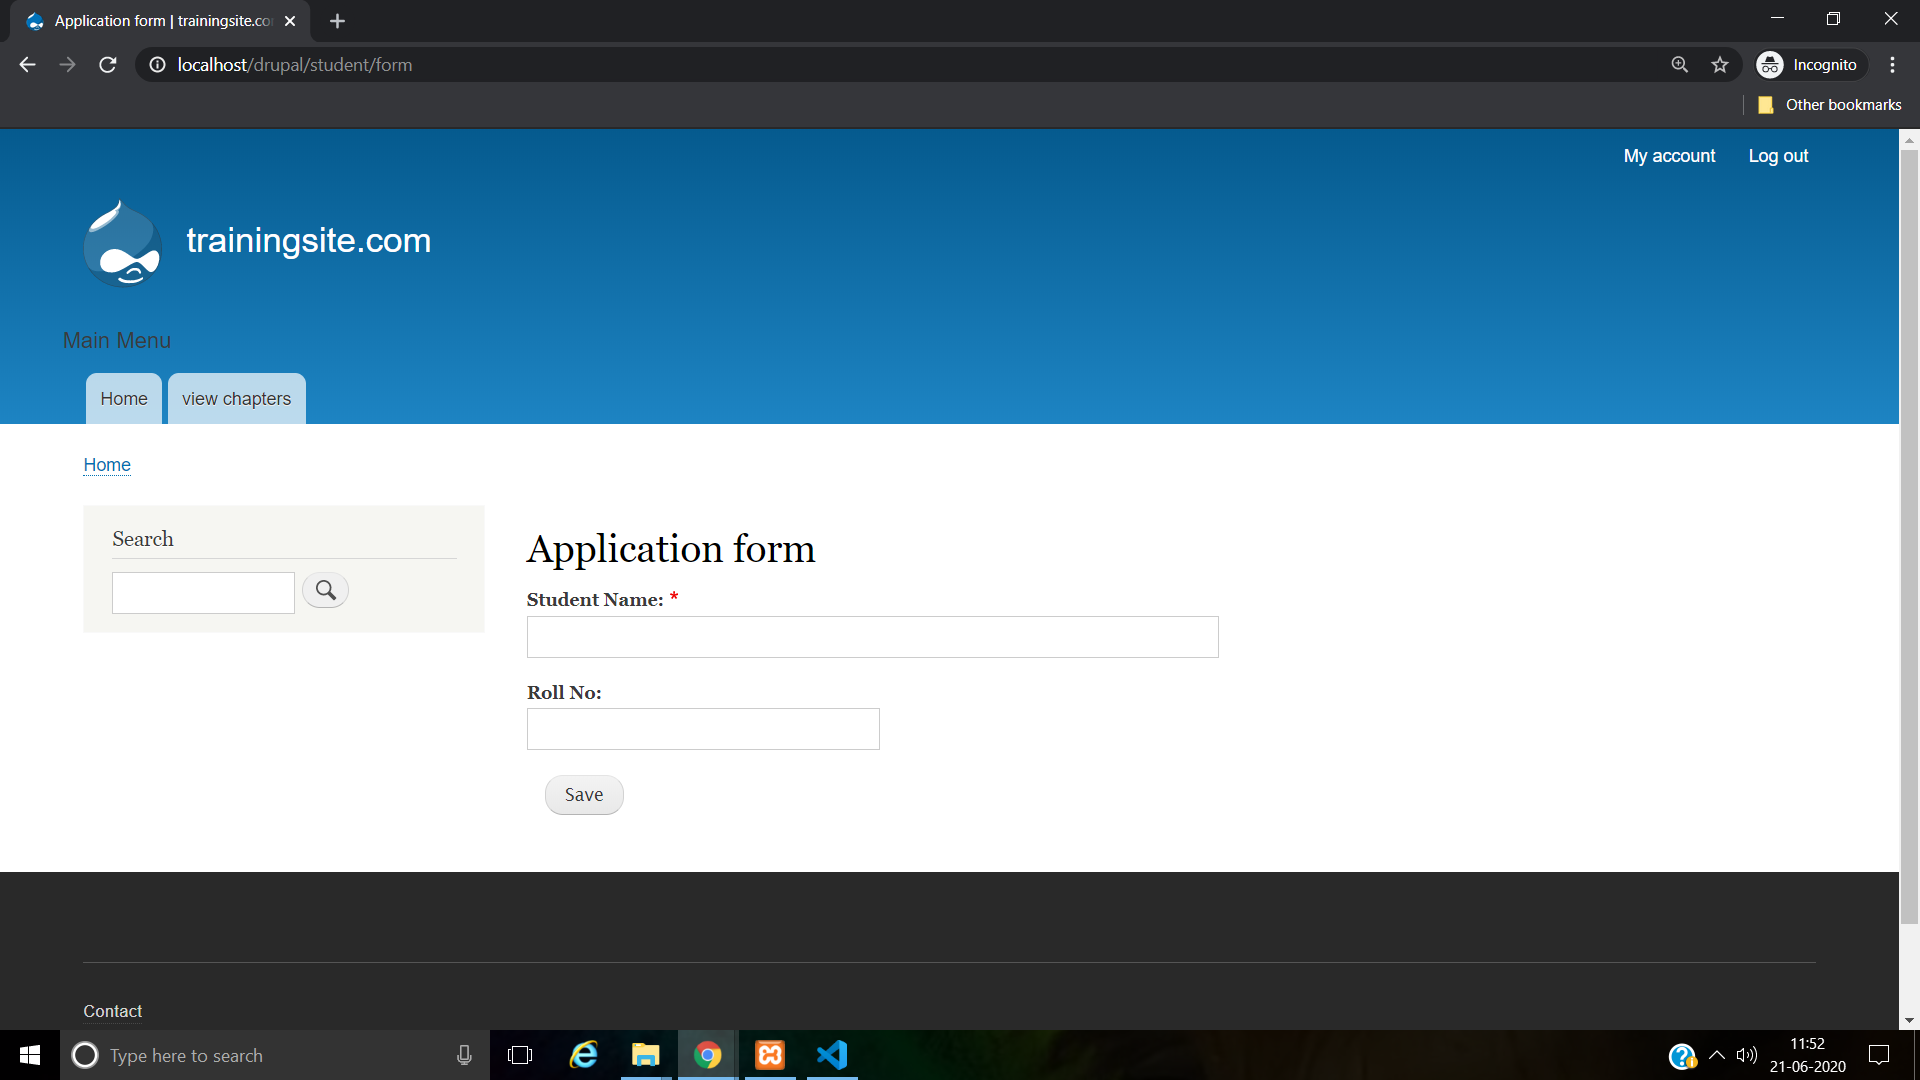 Application form | trainingsite.co
localhost/drupal/student/form
Incognito
Other bookmarks
My account Log out
trainingsite.com
Main Menu
Home view chapters
Home
Search
Application form
Student Name: *
Roll No:
Save
Contact
Type here to search
11:52
21-06-2020